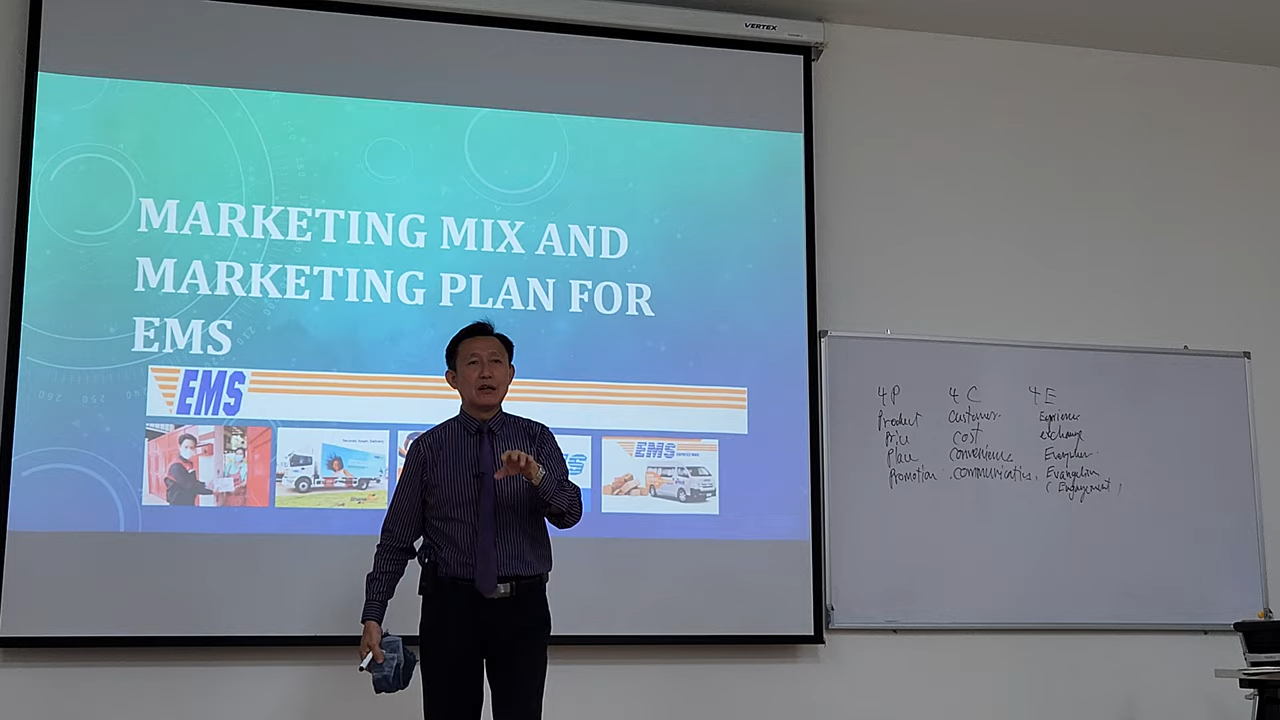 VERTEX
MARKETING MIX AND
MARKETING PLAN FOR
EMS
EMS
EMS
4P 4C 4E
Product Customer Experience
Price cost exchange
Place convenience
Promotion communication Evangelism
(Engagement)